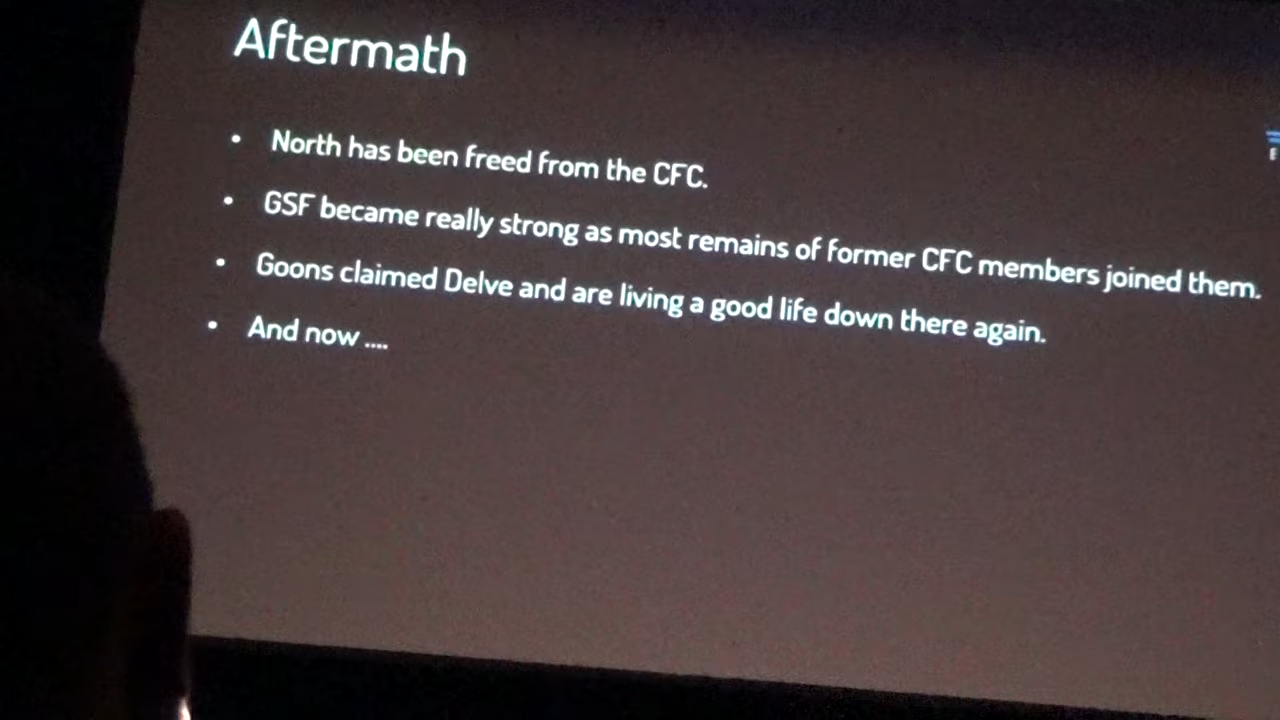 Aftermath
• North has been freed from the CFC.
• GSF became really strong as most remains of former CFC members joined them.
• Goons claimed Delve and are living a good life down there again.
• And now ....